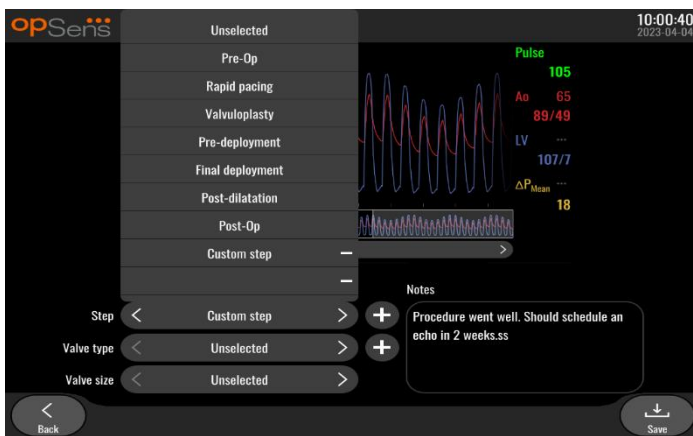 opSens
10:00:40
2023-04-04
Unselected
Pre-Op
Rapid pacing
Valvuloplasty
Pre-deployment
Final deployment
Post-dilatation
Post-Op
Custom step
Pulse
105
Ao 65
89/49
LV ---
107/7
ΔPMean ---
18
Step Custom step
Valve type Unselected
Valve size Unselected
Notes
Procedure went well. Should schedule an
echo in 2 weeks.ss
Back
Save